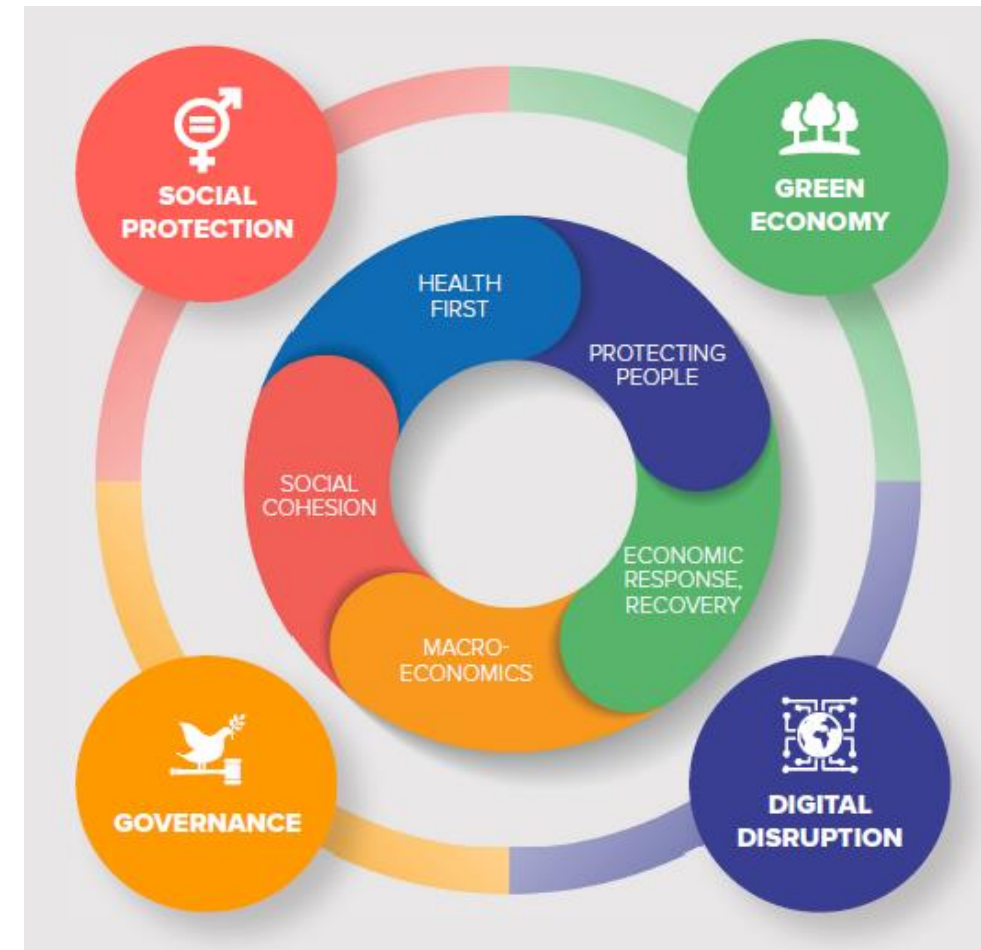 SOCIAL
PROTECTION
GREEN
ECONOMY
HEALTH
FIRST
PROTECTING
PEOPLE
SOCIAL
COHESION
ECONOMIC
RESPONSE,
RECOVERY
MACRO-
ECONOMICS
GOVERNANCE
DIGITAL
DISRUPTION